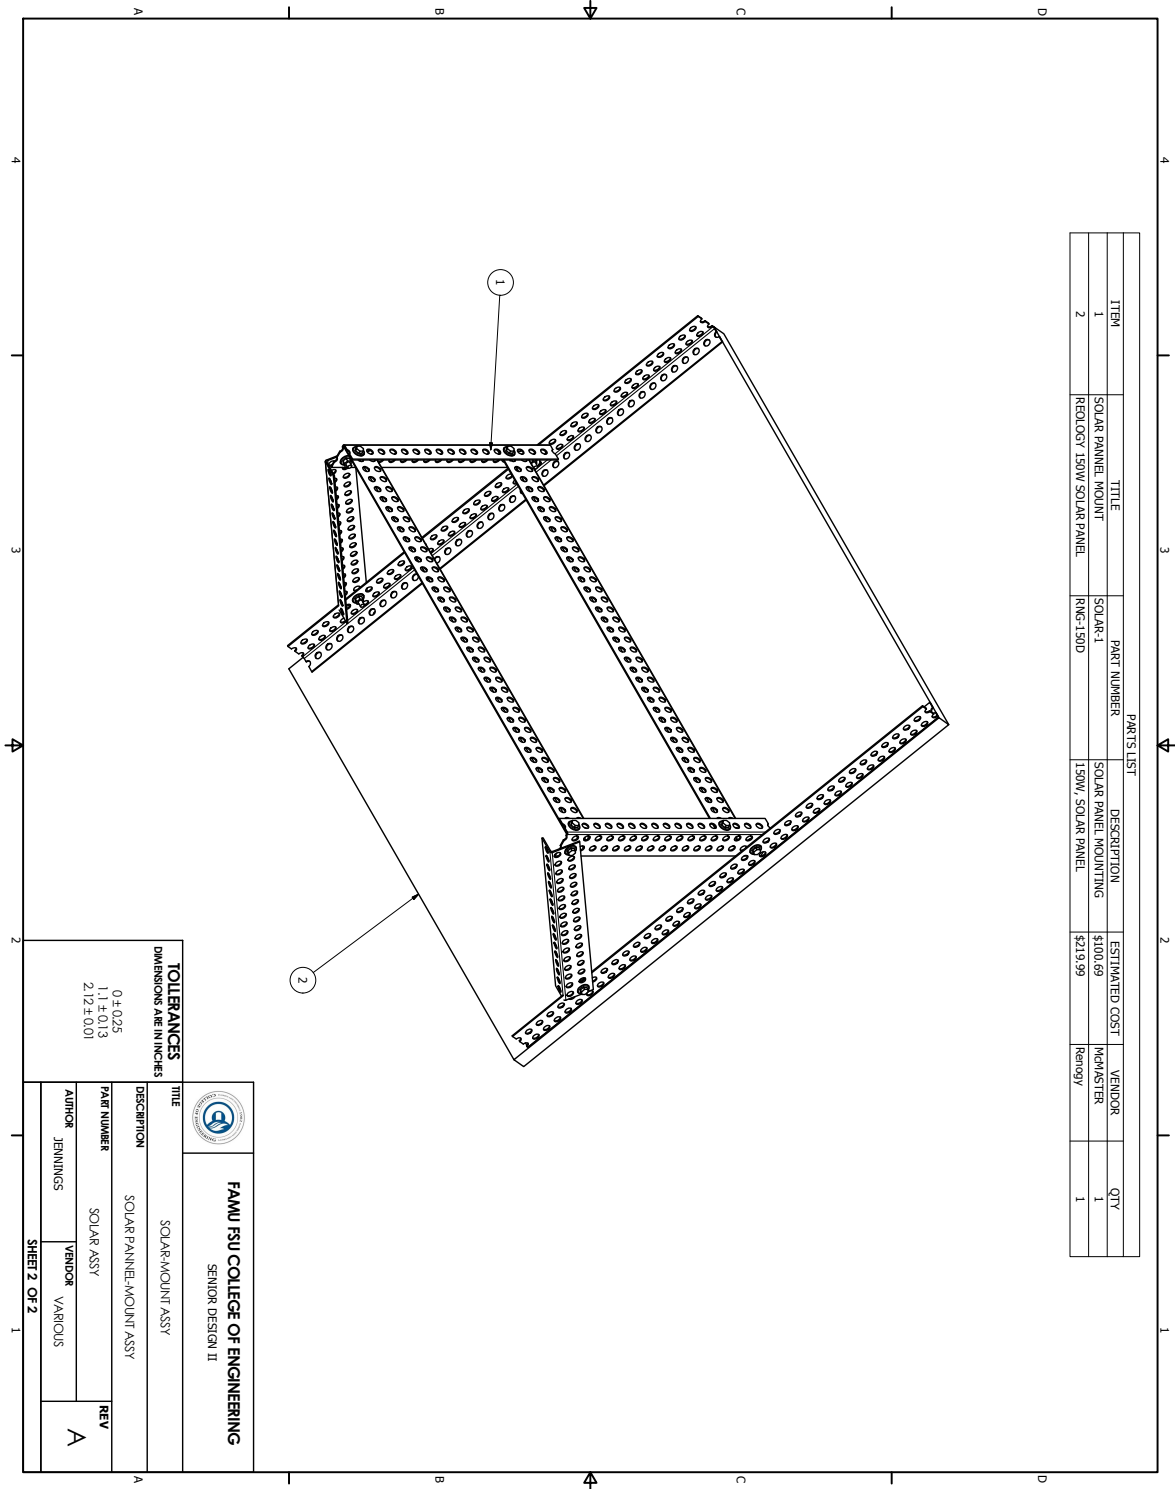 PARTS LIST
ITEM TITLE PART NUMBER DESCRIPTION ESTIMATED COST VENDOR QTY
1 SOLAR PANNEL MOUNT SOLAR-1 SOLAR PANEL MOUNTING $100.69 McMASTER 1
2 REOLOGY 150W SOLAR PANEL RNG-150D 150W, SOLAR PANEL $219.99 Renogy 1
4 3 2 1
D
C
B
A
D
C
B
A
1
2
TOLLERANCES
DIMENSIONS ARE IN INCHES
0 ± 0.25
1.1 ± 0.13
2.12 ± 0.01
FAMU FSU COLLEGE OF ENGINEERING
SENIOR DESIGN II
TITLE
SOLAR-MOUNT ASSY
DESCRIPTION
SOLAR PANNEL-MOUNT ASSY
PART NUMBER
SOLAR ASSY
REV
A
AUTHOR JENNINGS
VENDOR VARIOUS
SHEET 2 OF 2
4 3 2 1